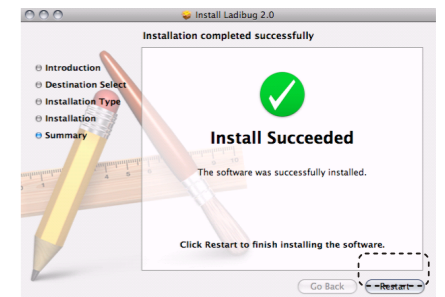 Install Ladibug 2.0
Installation completed successfully
Introduction
Destination Select
Installation Type
Installation
Summary
Install Succeeded
The software was successfully installed.
Click Restart to finish installing the software.
Go Back
Restart